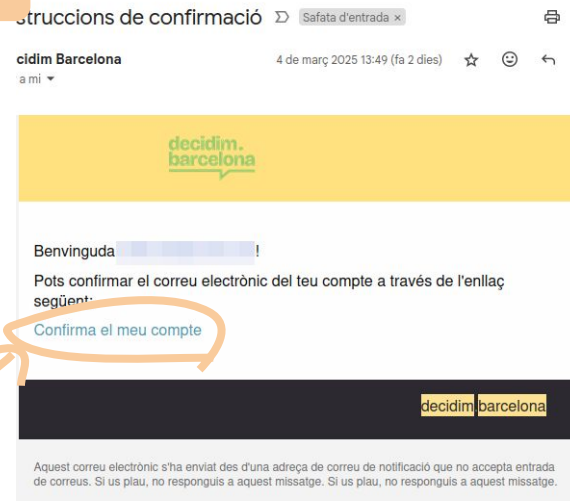 struccions de confirmació Safata d'entrada ×
cidim Barcelona 4 de març 2025 13:49 (fa 2 dies)
a mi
decidim.
barcelona
Benvinguda !
Pots confirmar el correu electrònic del teu compte a través de l'enllaç
següent:
Confirma el meu compte
decidim barcelona
Aquest correu electrònic s'ha enviat des d'una adreça de correu de notificació que no accepta entrada
de correus. Si us plau, no responguis a aquest missatge. Si us plau, no responguis a aquest missatge.